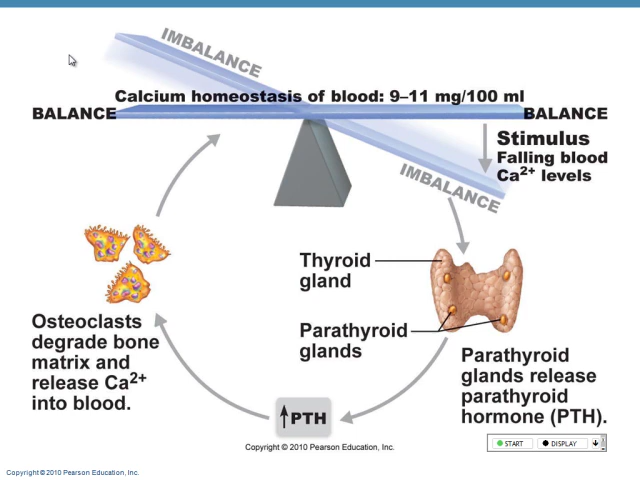 IMBALANCE
Calcium homeostasis of blood: 9–11 mg/100 ml
BALANCE
BALANCE
Stimulus
Falling blood
Ca2+ levels
IMBALANCE
Thyroid
gland
Parathyroid
glands
Osteoclasts
degrade bone
matrix and
release Ca2+
into blood.
Parathyroid
glands release
parathyroid
hormone (PTH).
PTH
START
DISPLAY
Copyright © 2010 Pearson Education, Inc.
Copyright © 2010 Pearson Education, Inc.